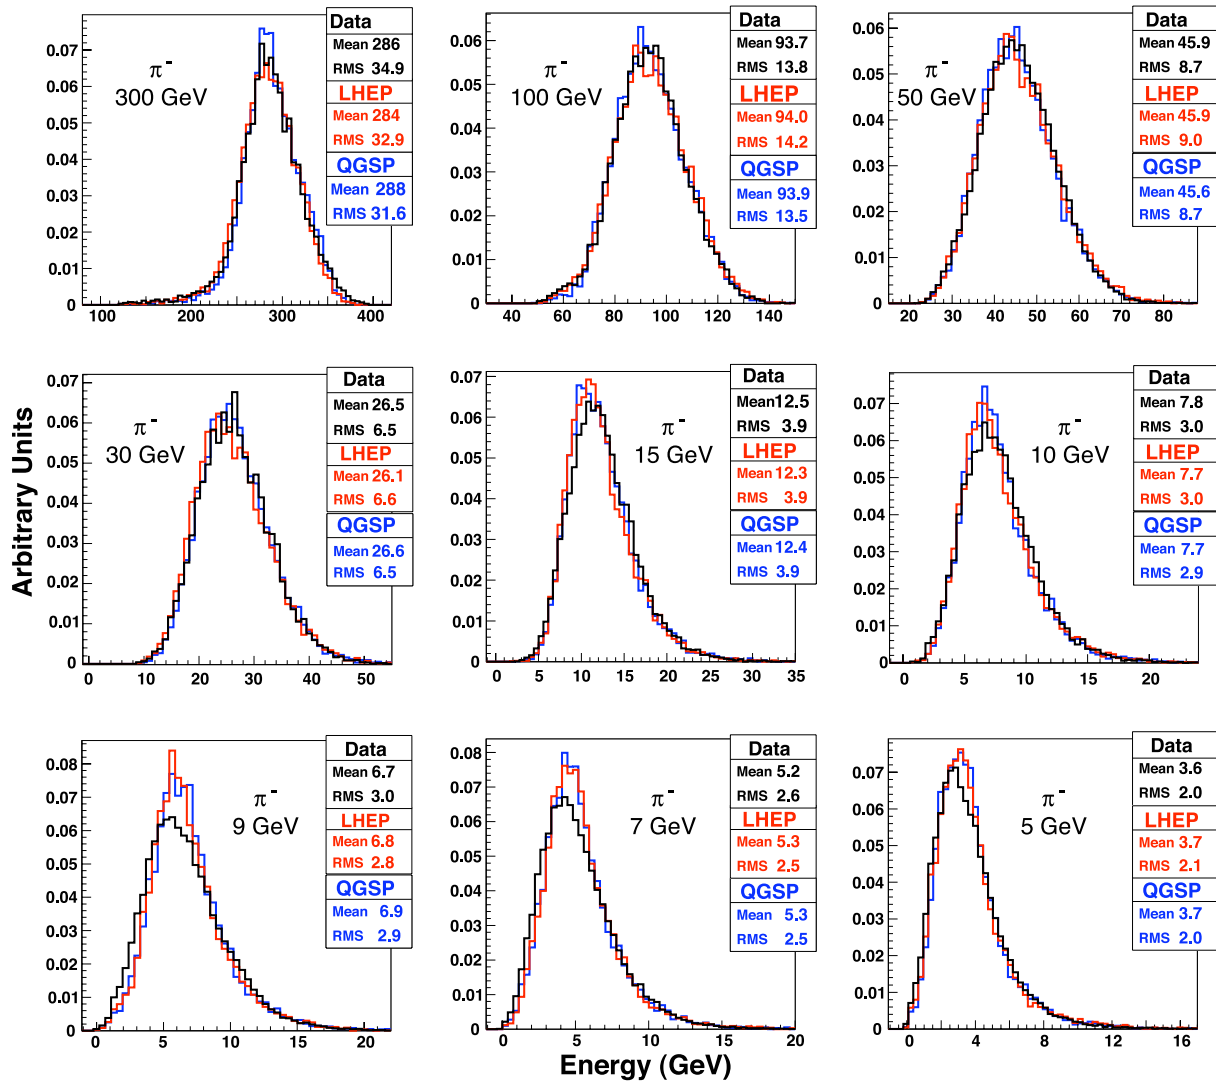 Arbitrary Units
0.07
0.06
0.05
0.04
0.03
0.02
0.01
0
100
200
300
400
π-
300 GeV
Data
Mean 286
RMS 34.9
LHEP
Mean 284
RMS 32.9
QGSP
Mean 288
RMS 31.6
0.06
0.05
0.04
0.03
0.02
0.01
0
40
60
80
100
120
140
π-
100 GeV
Data
Mean 93.7
RMS 13.8
LHEP
Mean 94.0
RMS 14.2
QGSP
Mean 93.9
RMS 13.5
0.06
0.05
0.04
0.03
0.02
0.01
0
20
30
40
50
60
70
80
π-
50 GeV
Data
Mean 45.9
RMS 8.7
LHEP
Mean 45.9
RMS 9.0
QGSP
Mean 45.6
RMS 8.7
0.07
0.06
0.05
0.04
0.03
0.02
0.01
0
0
10
20
30
40
50
π-
30 GeV
Data
Mean 26.5
RMS 6.5
LHEP
Mean 26.1
RMS 6.6
QGSP
Mean 26.6
RMS 6.5
0.07
0.06
0.05
0.04
0.03
0.02
0.01
0
0
5
10
15
20
25
30
35
π-
15 GeV
Data
Mean 12.5
RMS 3.9
LHEP
Mean 12.3
RMS 3.9
QGSP
Mean 12.4
RMS 3.9
0.07
0.06
0.05
0.04
0.03
0.02
0.01
0
0
5
10
15
20
π-
10 GeV
Data
Mean 7.8
RMS 3.0
LHEP
Mean 7.7
RMS 3.0
QGSP
Mean 7.7
RMS 2.9
0.08
0.07
0.06
0.05
0.04
0.03
0.02
0.01
0
0
5
10
15
20
π-
9 GeV
Data
Mean 6.7
RMS 3.0
LHEP
Mean 6.8
RMS 2.8
QGSP
Mean 6.9
RMS 2.9
0.08
0.07
0.06
0.05
0.04
0.03
0.02
0.01
0
0
5
10
15
20
π-
7 GeV
Data
Mean 5.2
RMS 2.6
LHEP
Mean 5.3
RMS 2.5
QGSP
Mean 5.3
RMS 2.5
0.07
0.06
0.05
0.04
0.03
0.02
0.01
0
0
4
8
12
16
π-
5 GeV
Data
Mean 3.6
RMS 2.0
LHEP
Mean 3.7
RMS 2.1
QGSP
Mean 3.7
RMS 2.0
Energy (GeV)